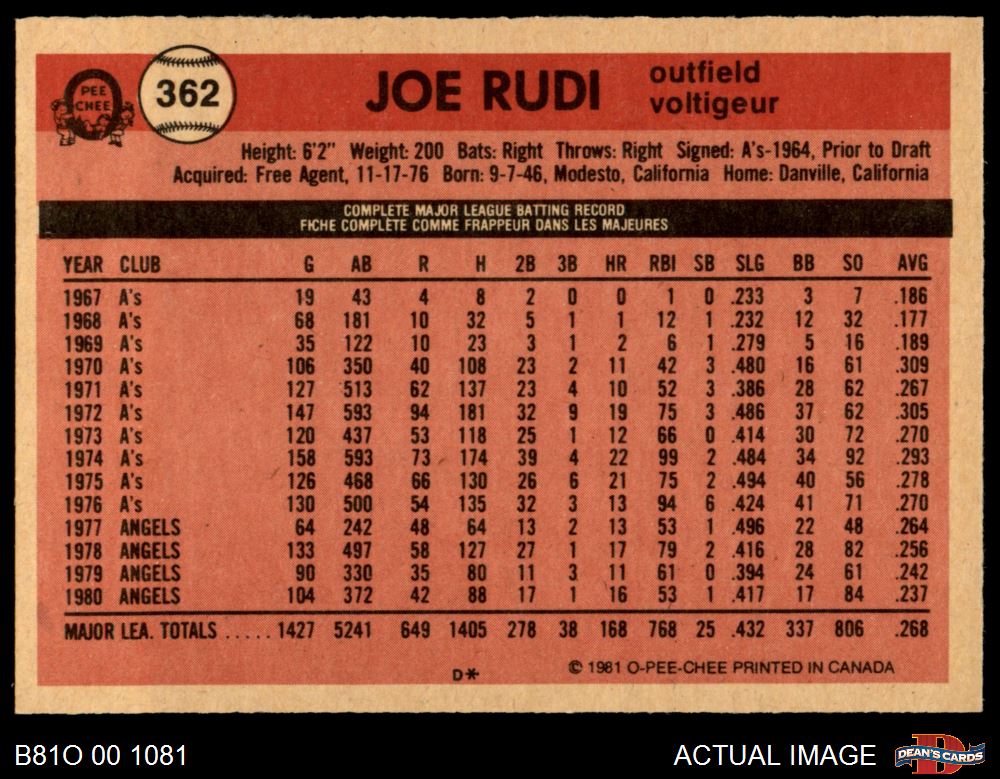 PEE CHEE
362
JOE RUDI
outfield
voltigeur
Height: 6'2" Weight: 200 Bats: Right Throws: Right Signed: A's-1964, Prior to Draft
Acquired: Free Agent, 11-17-76 Born: 9-7-46, Modesto, California Home: Danville, California
COMPLETE MAJOR LEAGUE BATTING RECORD
FICHE COMPLÈTE COMME FRAPPEUR DANS LES MAJEURES
YEAR CLUB G AB R H 2B 3B HR RBI SB SLG BB SO AVG
1967 A's 19 43 4 8 2 0 0 1 0 .233 3 7 .186
1968 A's 68 181 10 32 5 1 1 12 1 .232 12 32 .177
1969 A's 35 122 10 23 3 1 2 6 1 .279 5 16 .189
1970 A's 106 350 40 108 23 2 11 42 3 .480 16 61 .309
1971 A's 127 513 62 137 23 4 10 52 3 .386 28 62 .267
1972 A's 147 593 94 181 32 9 19 75 3 .486 37 62 .305
1973 A's 120 437 53 118 25 1 12 66 0 .414 30 72 .270
1974 A's 158 593 73 174 39 4 22 99 2 .484 34 92 .293
1975 A's 126 468 66 130 26 6 21 75 2 .494 40 56 .278
1976 A's 130 500 54 135 32 3 13 94 6 .424 41 71 .270
1977 ANGELS 64 242 48 64 13 2 13 53 1 .496 22 48 .264
1978 ANGELS 133 497 58 127 27 1 17 79 2 .416 28 82 .256
1979 ANGELS 90 330 35 80 11 3 11 61 0 .394 24 61 .242
1980 ANGELS 104 372 42 88 17 1 16 53 1 .417 17 84 .237
MAJOR LEA. TOTALS ..... 1427 5241 649 1405 278 38 168 768 25 .432 337 806 .268
D* © 1981 O-PEE-CHEE PRINTED IN CANADA
B81O 00 1081
ACTUAL IMAGE
D
DEAN'S CARDS